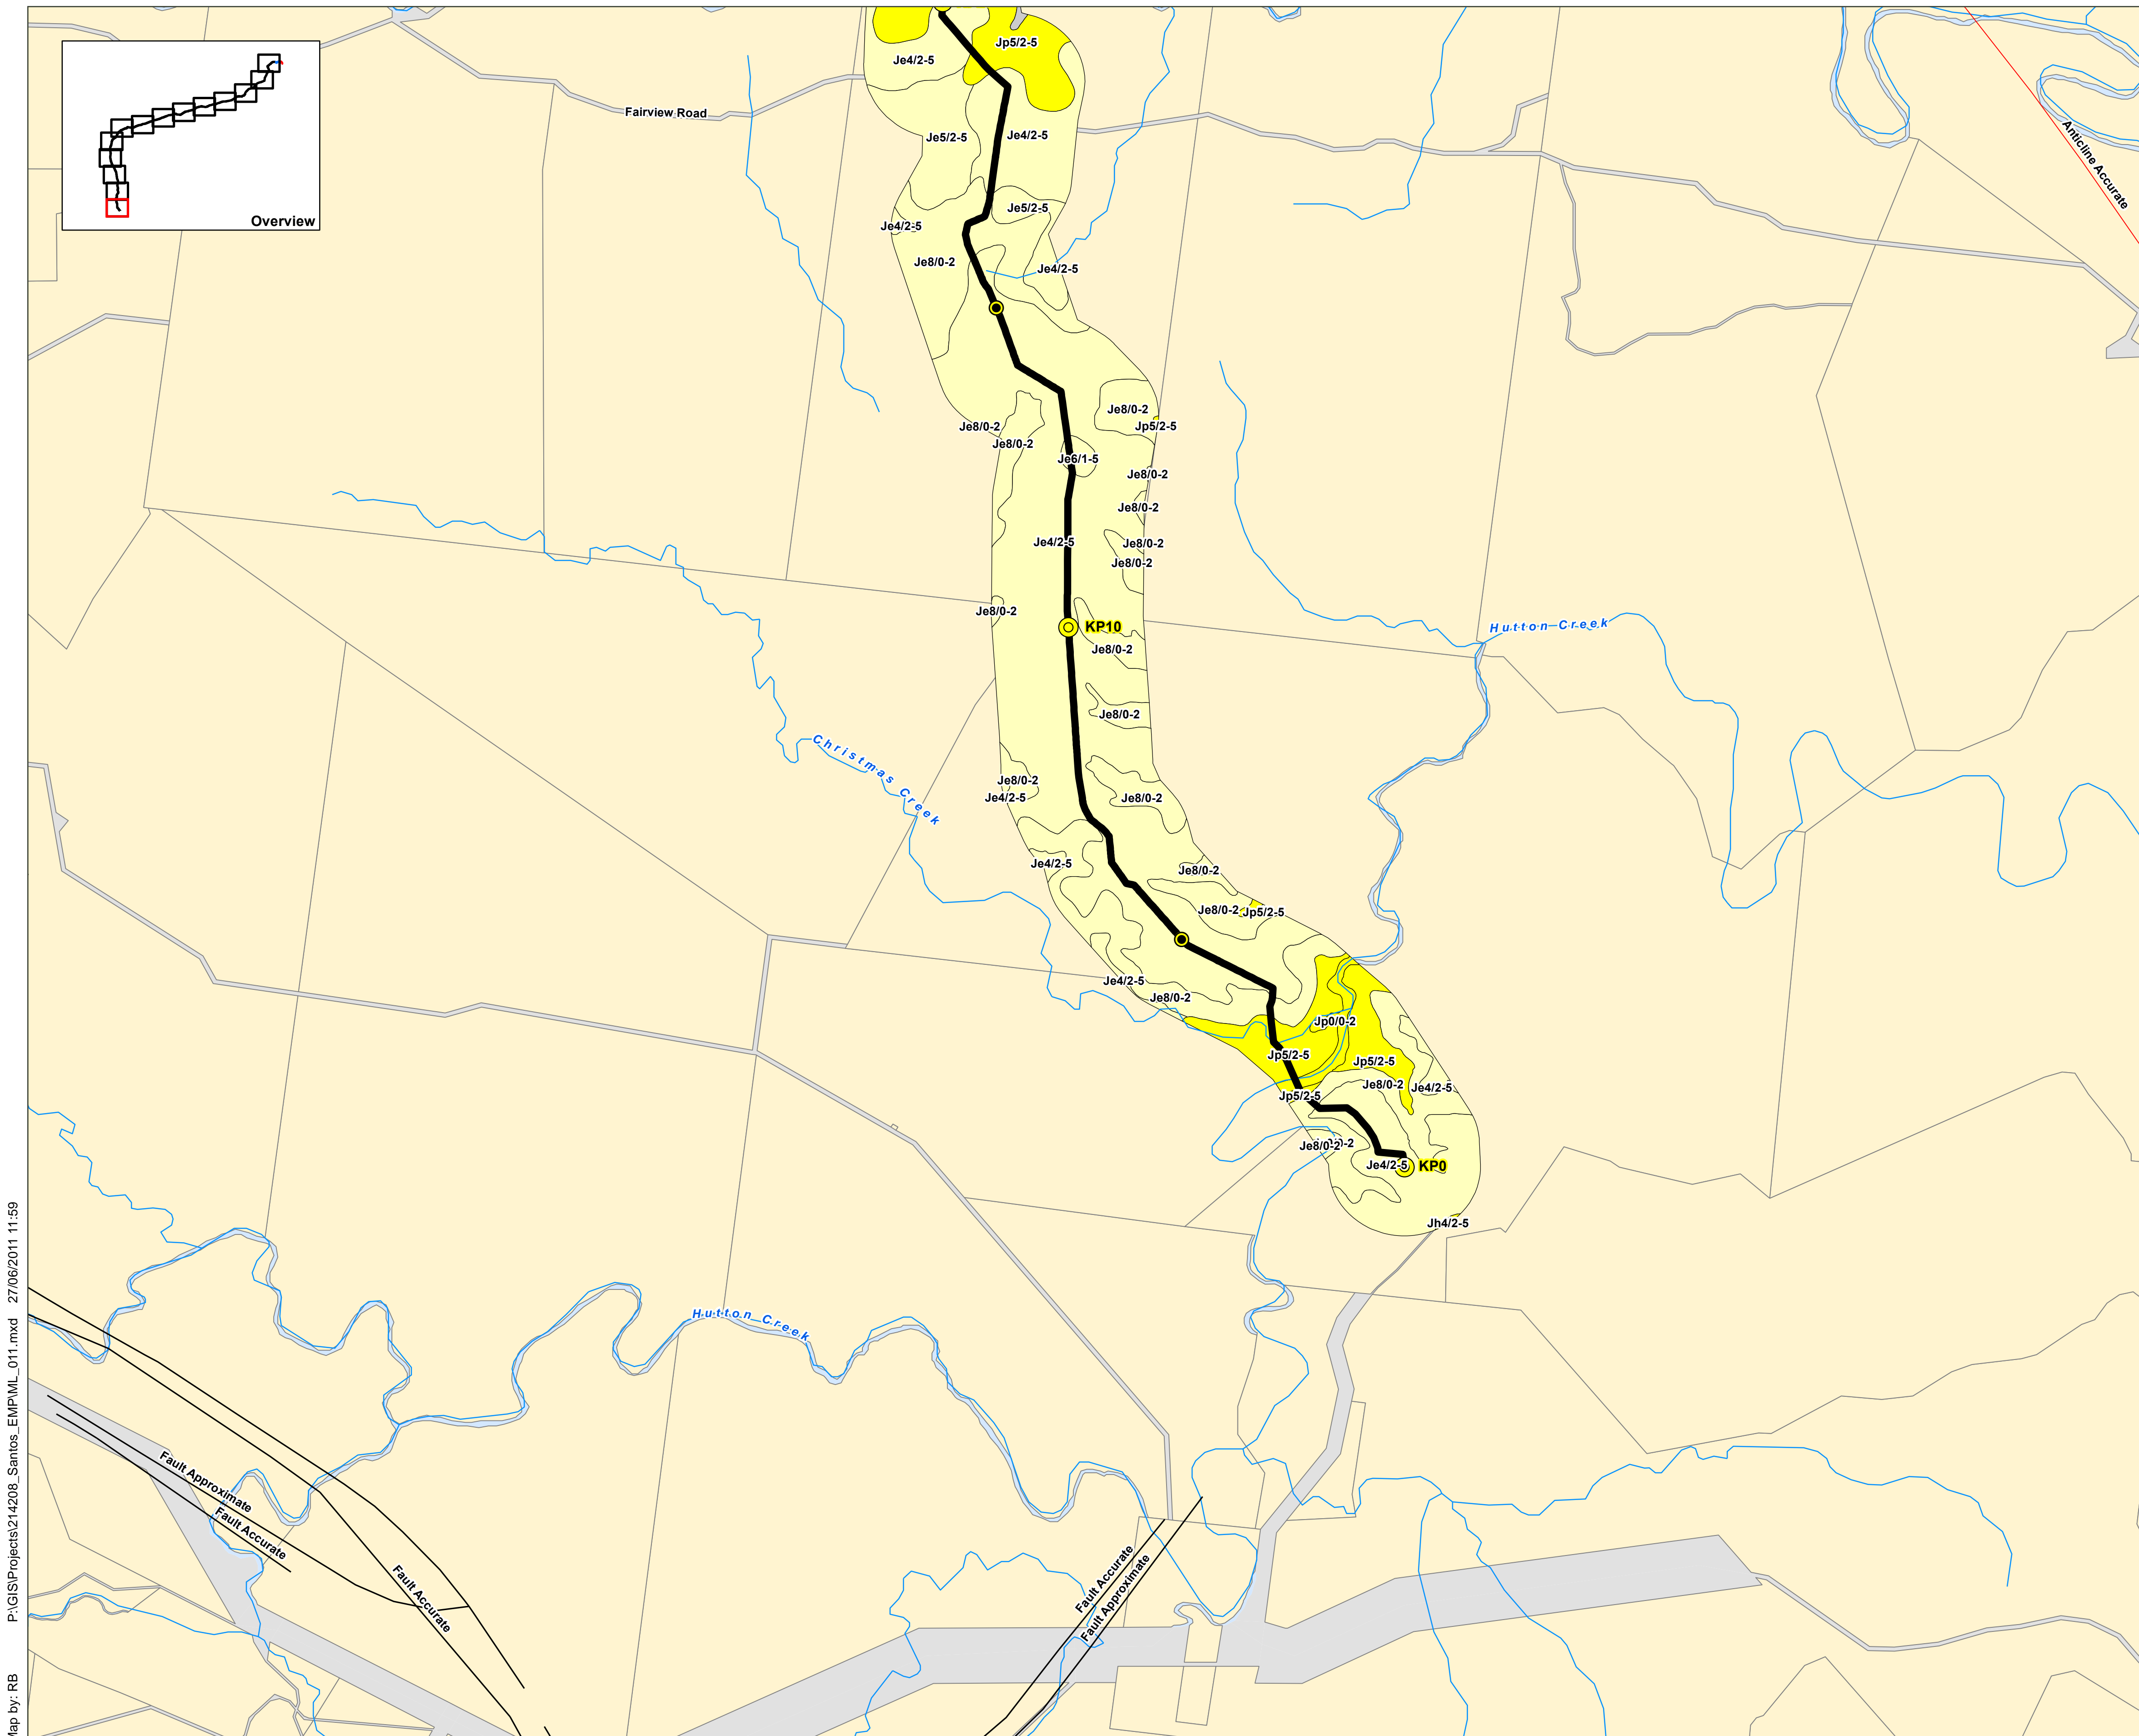 Jp5/2-5
Je4/2-5
Fairview Road
Anticline Accurate
Je5/2-5
Je4/2-5
Overview
Je5/2-5
Je4/2-5
Je8/0-2
Je4/2-5
Je8/0-2
Je8/0-2
Jp5/2-5
Je8/0-2
Je6/1-5
Je8/0-2
Je8/0-2
Je4/2-5
Je8/0-2
Je8/0-2
Je8/0-2
KP10
Hutton Creek
Je8/0-2
Je8/0-2
Christmas Creek
Je8/0-2
Je4/2-5
Je8/0-2
Je4/2-5
Je8/0-2
Je8/0-2
Jp5/2-5
Je4/2-5
Je8/0-2
Jp0/0-2
Jp5/2-5
Jp5/2-5
Je8/0-2
Je4/2-5
Jp5/2-5
Je8/0-2
Je4/2-5
KP0
Jh4/2-5
Hutton Creek
Fault Approximate
Fault Accurate
Fault Accurate
Fault Accurate
Fault Approximate
Map by: RB P:\GIS\Projects\214208_Santos_EMP\ML_011.mxd 27/06/2011 11:59